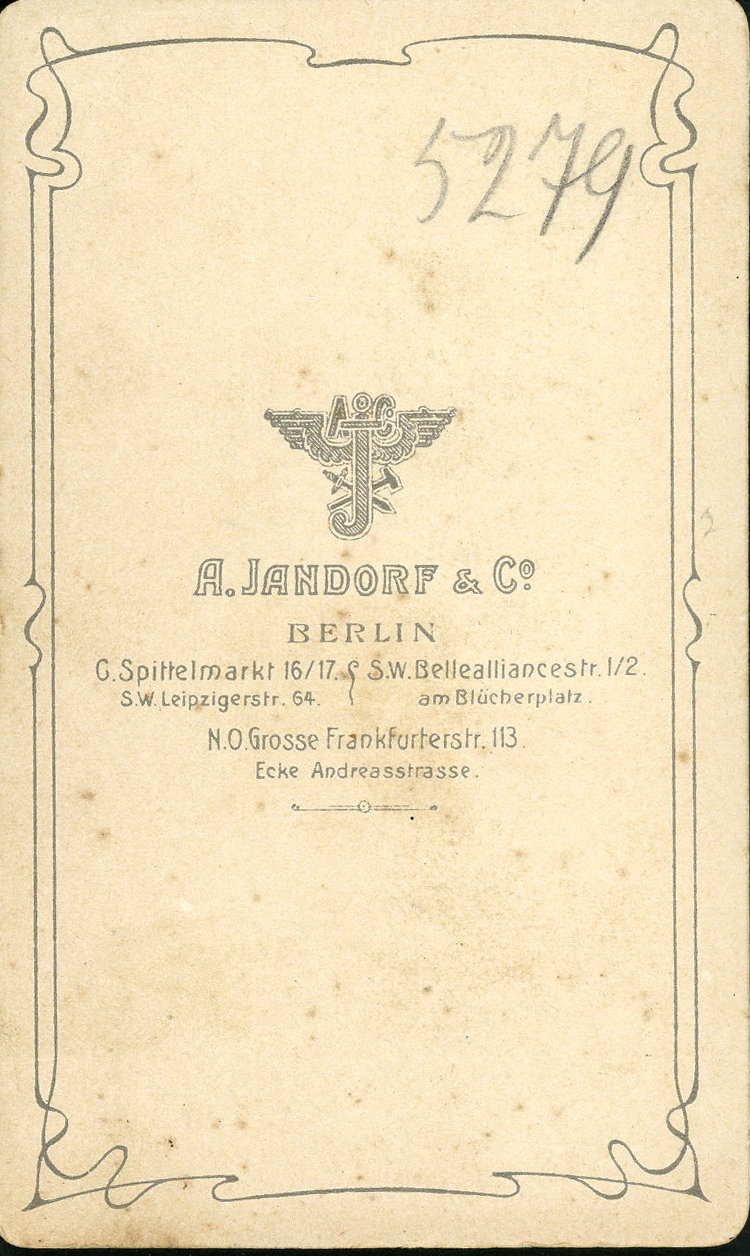 5279
A. & Co
J
A. JANDORF & Co
BERLIN
C. Spittelmarkt 16/17. S.W. Bellealliancestr. 1/2.
S.W. Leipzigerstr. 64. am Blücherplatz.
N.O. Grosse Frankfurterstr. 113.
Ecke Andreasstrasse.